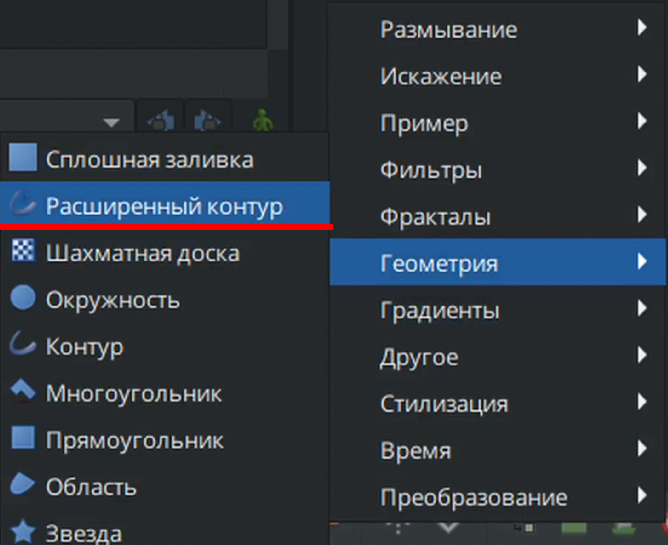 Размывание
Искажение
Пример
Фильтры
Фракталы
Геометрия
Градиенты
Другое
Стилизация
Время
Преобразование
Сплошная заливка
Расширенный контур
Шахматная доска
Окружность
Контур
Многоугольник
Прямоугольник
Область
Звезда